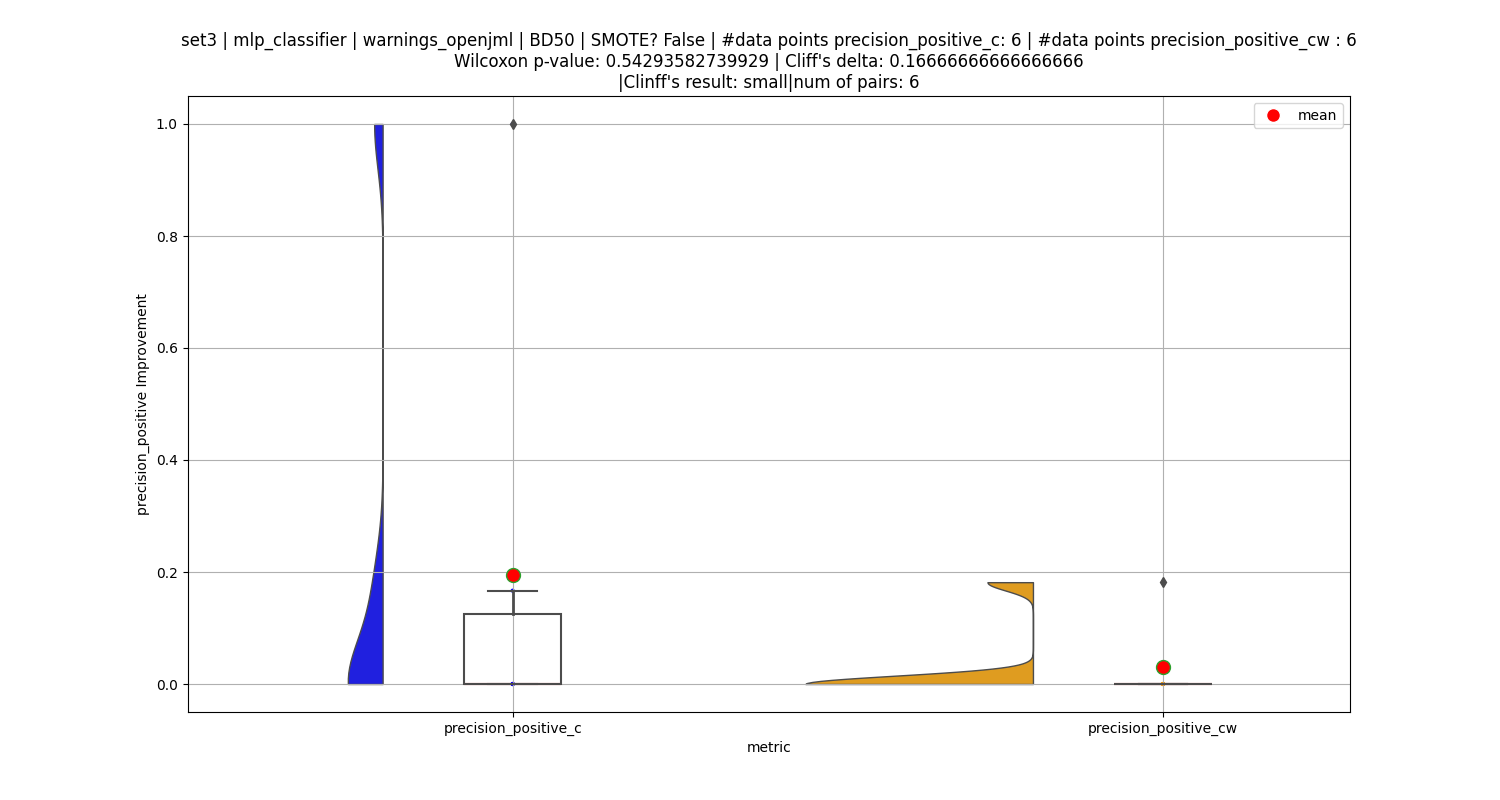 set3 | mlp_classifier | warnings_openjml | BD50 | SMOTE? False | #data points precision_positive_c: 6 | #data points precision_positive_cw : 6
Wilcoxon p-value: 0.54293582739929 | Cliff's delta: 0.16666666666666666
|Clinff's result: small|num of pairs: 6
mean
1.0
0.8
0.6
0.4
0.2
0.0
precision_positive Improvement
precision_positive_c
precision_positive_cw
metric